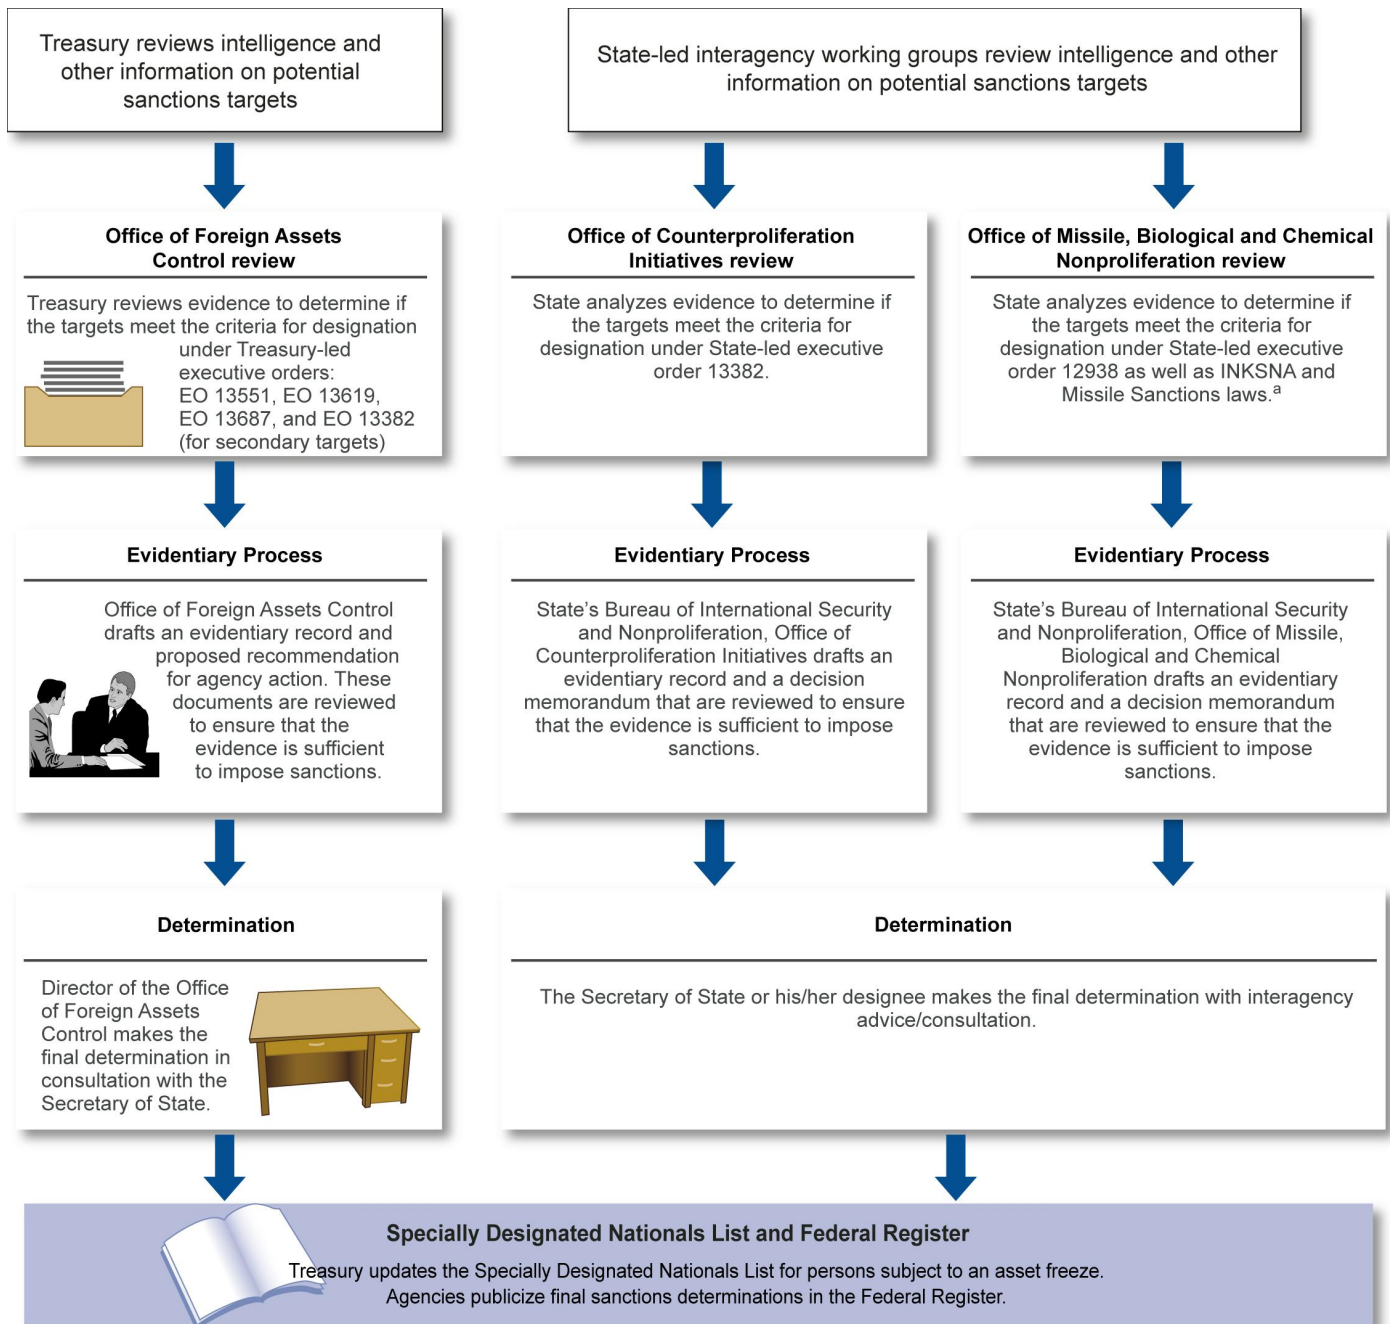 Treasury reviews intelligence and
other information on potential
sanctions targets
State-led interagency working groups review intelligence and other
information on potential sanctions targets
Office of Foreign Assets
Control review
Treasury reviews evidence to determine if
the targets meet the criteria for designation
under Treasury-led
executive orders:
EO 13551, EO 13619,
EO 13687, and EO 13382
(for secondary targets)
Office of Counterproliferation
Initiatives review
State analyzes evidence to determine if
the targets meet the criteria for
designation under State-led executive
order 13382.
Office of Missile, Biological and Chemical
Nonproliferation review
State analyzes evidence to determine if
the targets meet the criteria for
designation under State-led executive
order 12938 as well as INKSNA and
Missile Sanctions laws.a
Evidentiary Process
Office of Foreign Assets Control
drafts an evidentiary record and
proposed recommendation
for agency action. These
documents are reviewed
to ensure that the
evidence is sufficient
to impose sanctions.
Evidentiary Process
State’s Bureau of International Security
and Nonproliferation, Office of
Counterproliferation Initiatives drafts an
evidentiary record and a decision
memorandum that are reviewed to ensure
that the evidence is sufficient to impose
sanctions.
Evidentiary Process
State’s Bureau of International Security
and Nonproliferation, Office of Missile,
Biological and Chemical
Nonproliferation drafts an evidentiary
record and a decision memorandum
that are reviewed to ensure that the
evidence is sufficient to impose
sanctions.
Determination
Director of the Office
of Foreign Assets
Control makes the
final determination in
consultation with the
Secretary of State.
Determination
The Secretary of State or his/her designee makes the final determination with interagency
advice/consultation.
Specially Designated Nationals List and Federal Register
Treasury updates the Specially Designated Nationals List for persons subject to an asset freeze.
Agencies publicize final sanctions determinations in the Federal Register.